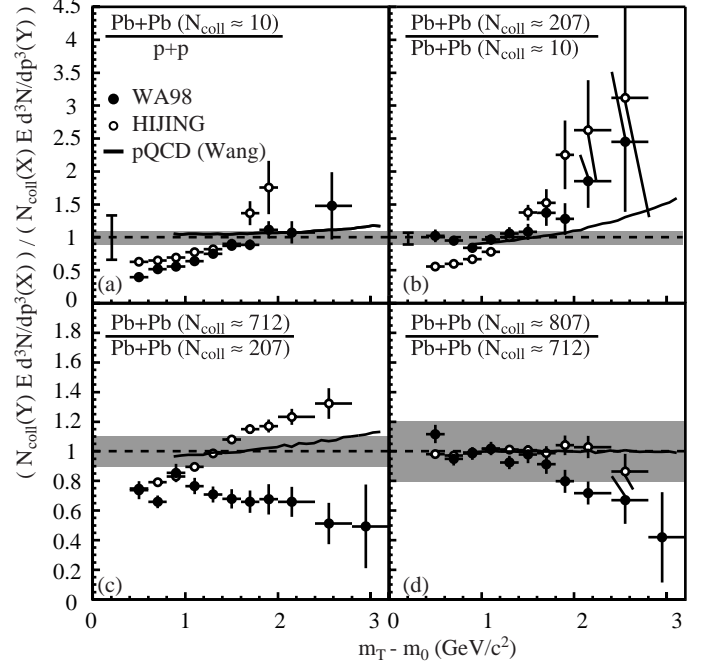 ( N_coll(Y) E d³N/dp³(X) ) / ( N_coll(X) E d³N/dp³(Y) )
4.5
4
3.5
3
2.5
2
1.5
1
0.5
0
Pb+Pb (N_coll ≈ 10)
p+p
WA98
HIJING
pQCD (Wang)
(a)
Pb+Pb (N_coll ≈ 207)
Pb+Pb (N_coll ≈ 10)
(b)
1.8
1.6
1.4
1.2
1
0.8
0.6
0.4
0.2
0
Pb+Pb (N_coll ≈ 712)
Pb+Pb (N_coll ≈ 207)
(c)
Pb+Pb (N_coll ≈ 807)
Pb+Pb (N_coll ≈ 712)
(d)
0 1 2 3 0 1 2 3
m_T - m_0 (GeV/c²)